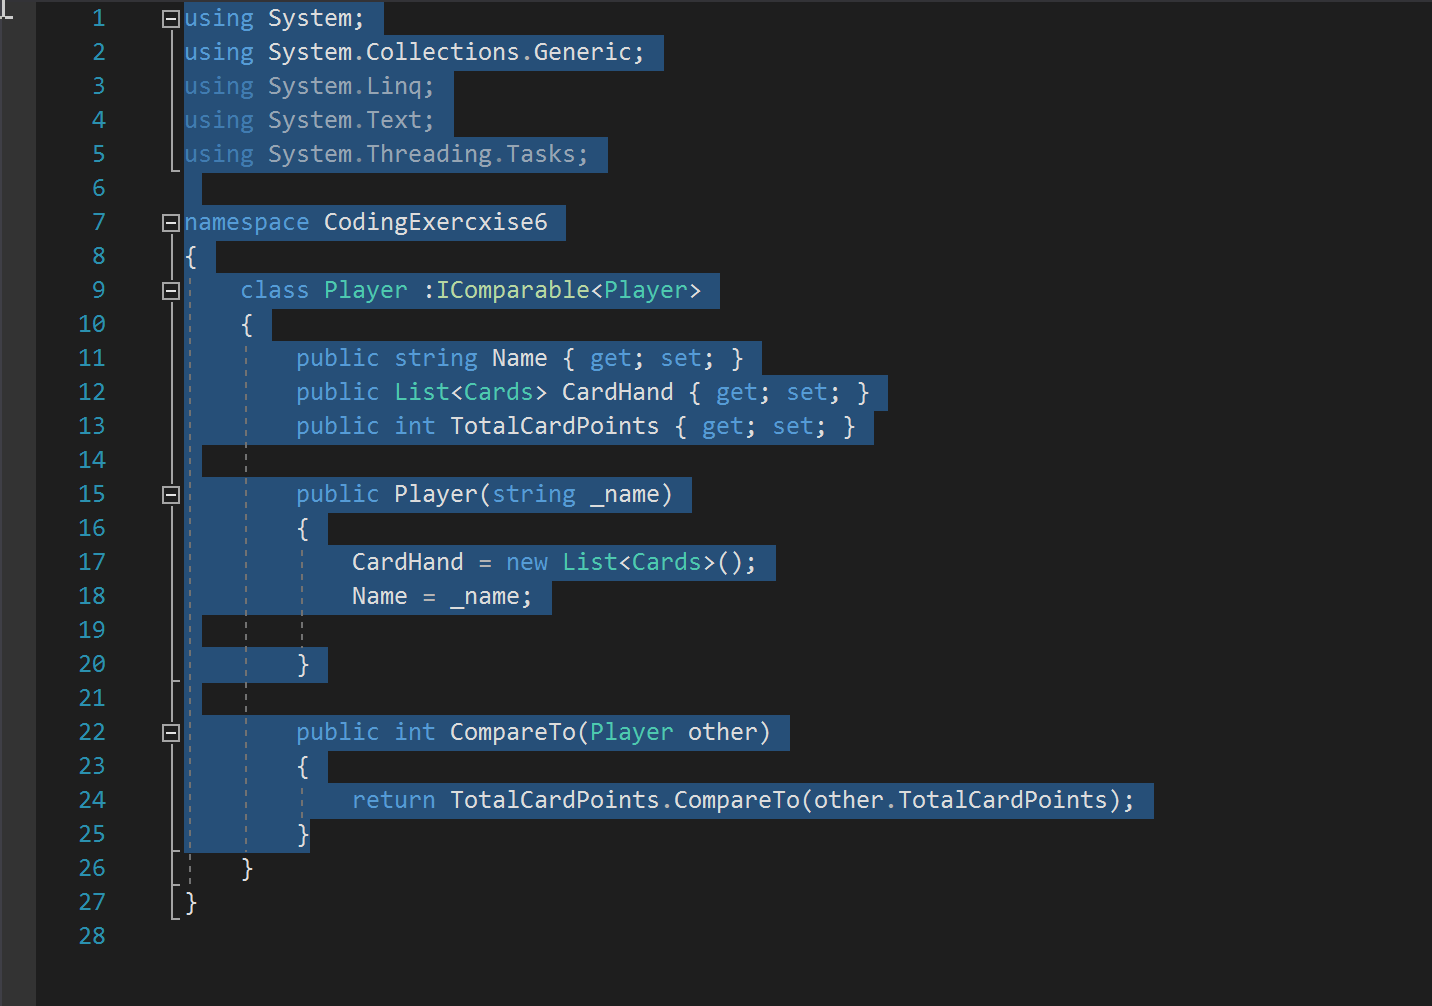 1 using System;
2 using System.Collections.Generic;
3 using System.Linq;
4 using System.Text;
5 using System.Threading.Tasks;
6
7 namespace CodingExercxise6
8 {
9     class Player :IComparable<Player>
10     {
11         public string Name { get; set; }
12         public List<Cards> CardHand { get; set; }
13         public int TotalCardPoints { get; set; }
14
15         public Player(string _name)
16         {
17             CardHand = new List<Cards>();
18             Name = _name;
19
20         }
21
22         public int CompareTo(Player other)
23         {
24             return TotalCardPoints.CompareTo(other.TotalCardPoints);
25         }
26     }
27 }
28